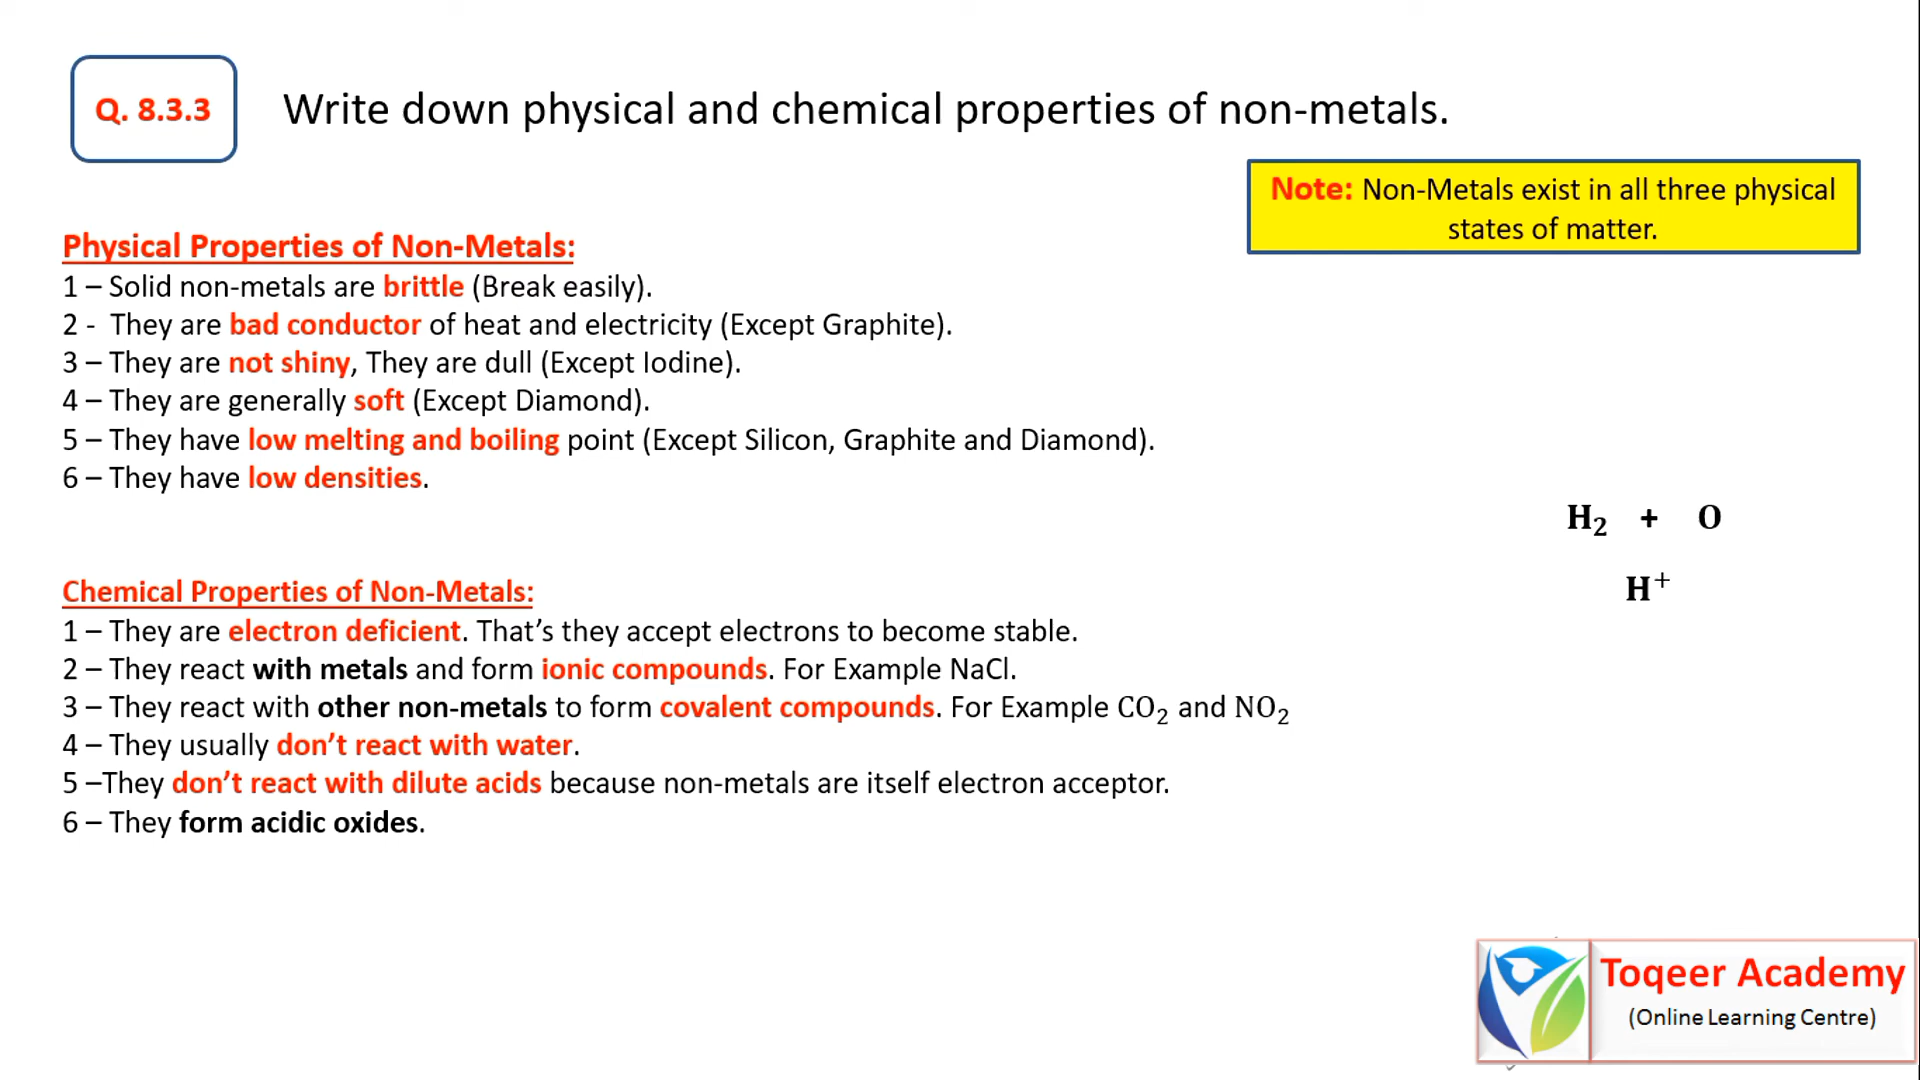 Q. 8.3.3
Write down physical and chemical properties of non-metals.
Note: Non-Metals exist in all three physical
states of matter.
Physical Properties of Non-Metals:
1 – Solid non-metals are brittle (Break easily).
2 -  They are bad conductor of heat and electricity (Except Graphite).
3 – They are not shiny, They are dull (Except Iodine).
4 – They are generally soft (Except Diamond).
5 – They have low melting and boiling point (Except Silicon, Graphite and Diamond).
6 – They have low densities.
H₂ + O
H⁺
Chemical Properties of Non-Metals:
1 – They are electron deficient. That’s they accept electrons to become stable.
2 – They react with metals and form ionic compounds. For Example NaCl.
3 – They react with other non-metals to form covalent compounds. For Example CO₂ and NO₂
4 – They usually don’t react with water.
5 –They don’t react with dilute acids because non-metals are itself electron acceptor.
6 – They form acidic oxides.
Toqeer Academy
(Online Learning Centre)